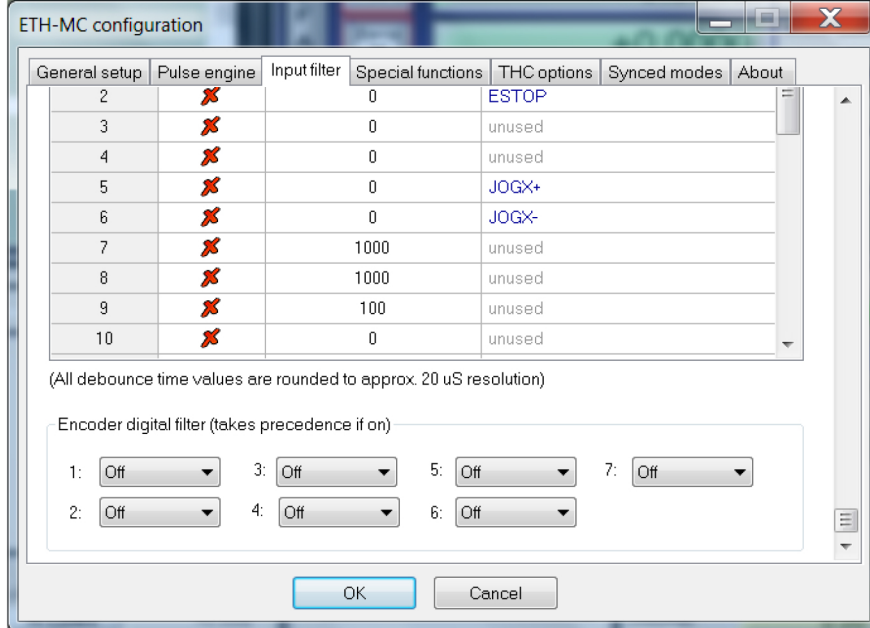 ETH-MC configuration
General setup Pulse engine Input filter Special functions THC options Synced modes About
2 0 ESTOP
3 0 unused
4 0 unused
5 0 JOGX+
6 0 JOGX-
7 1000 unused
8 1000 unused
9 100 unused
10 0 unused
(All debounce time values are rounded to approx. 20 uS resolution)
Encoder digital filter (takes precedence if on)
1: Off 3: Off 5: Off 7: Off
2: Off 4: Off 6: Off
OK Cancel